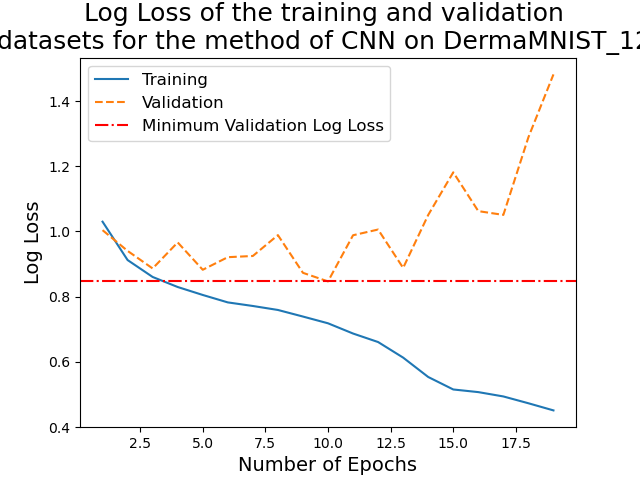 Log Loss of the training and validation
datasets for the method of CNN on DermaMNIST_12
Training
Validation
Minimum Validation Log Loss
Log Loss
1.4
1.2
1.0
0.8
0.6
0.4
2.5 5.0 7.5 10.0 12.5 15.0 17.5
Number of Epochs